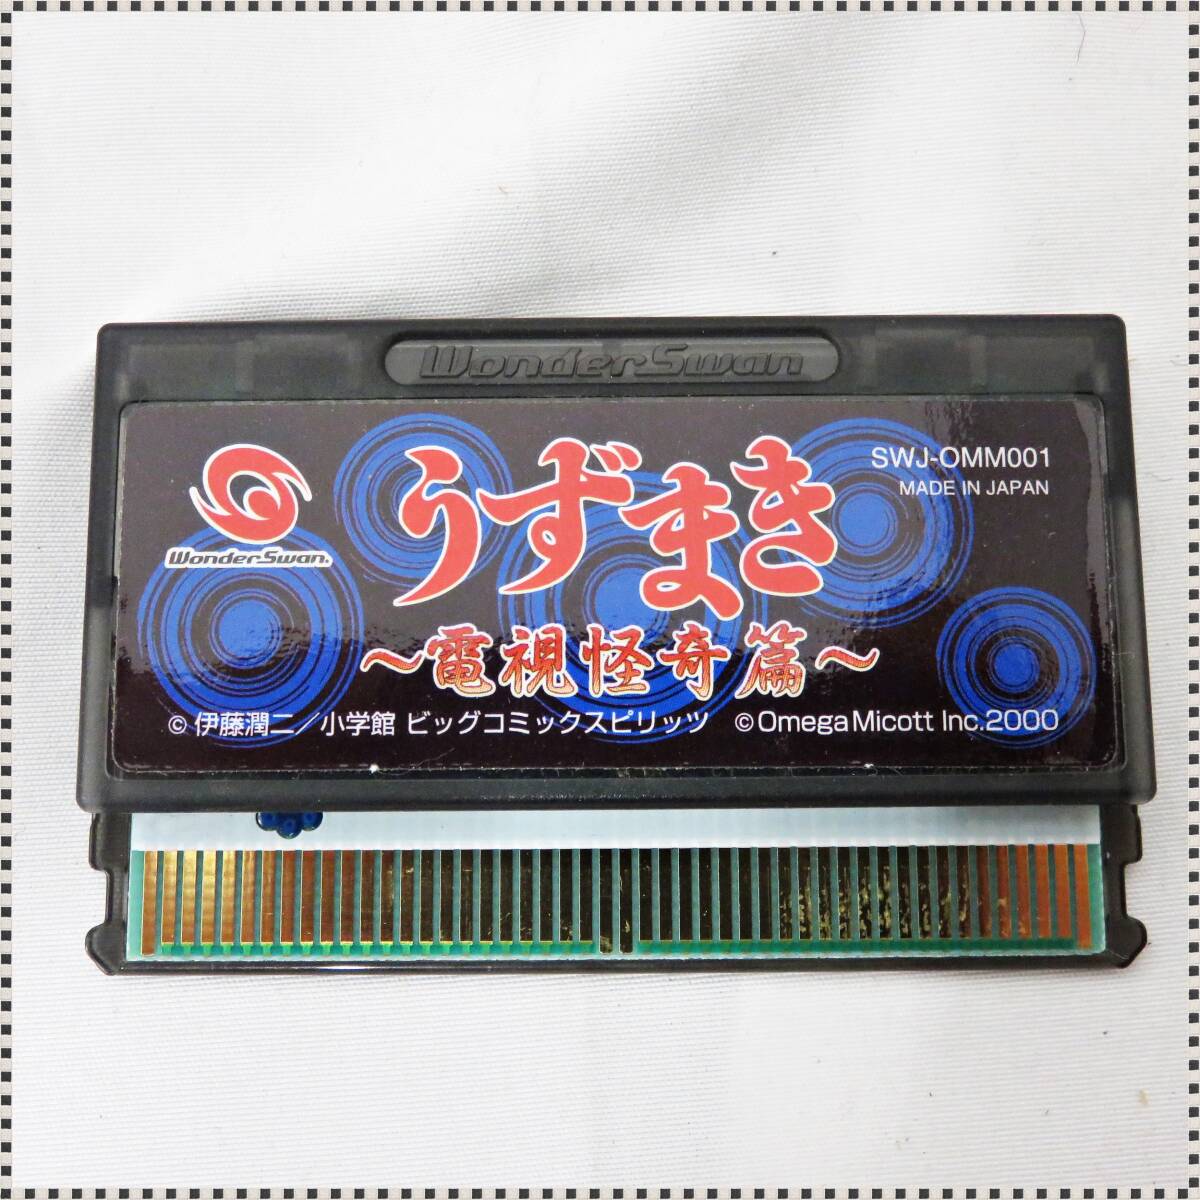 WonderSwan
うずまき
SWJ-OMM001
MADE IN JAPAN
WonderSwan.
～電視怪奇篇～
© 伊藤潤二／小学館 ビッグコミックスピリッツ © Omega Micott Inc.2000